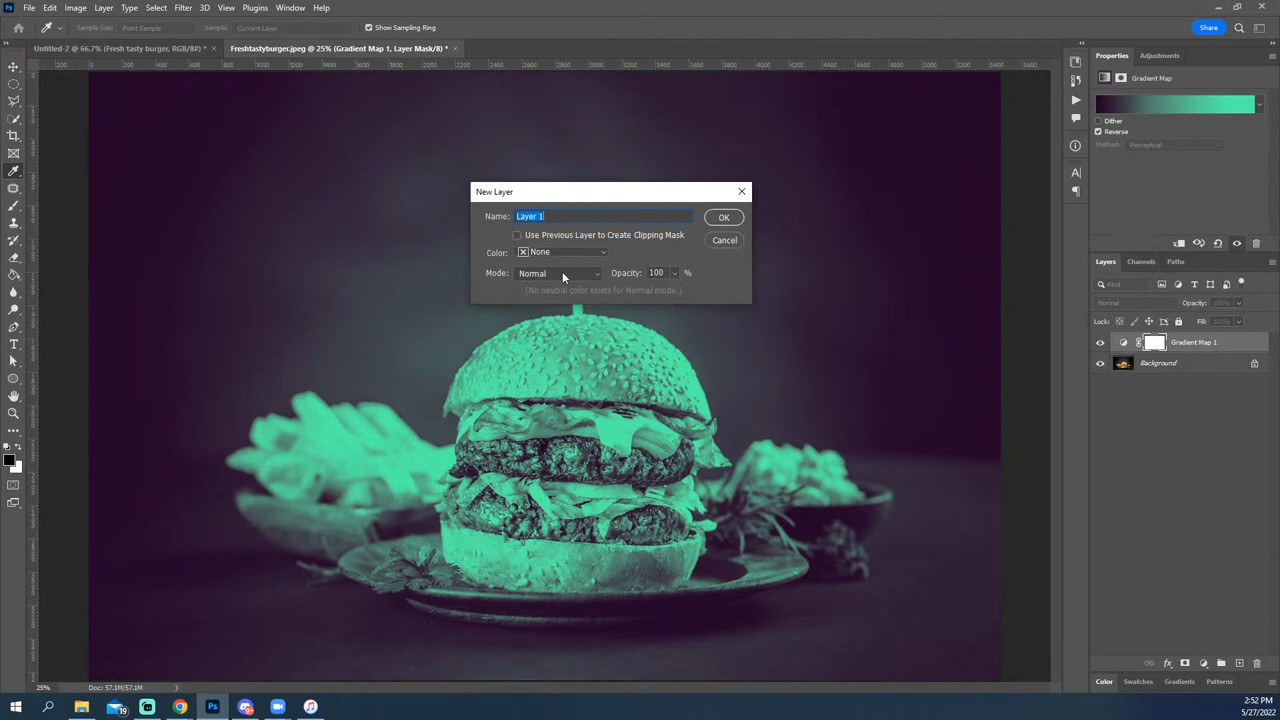 File Edit Image Layer Type Select Filter 3D View Plugins Window Help
Sample Size: Point Sample Sample: Current Layer Show Sampling Ring Share
Untitled-2 @ 66.7% (Fresh tasty burger, RGB/8#) * × Freshtastyburger.jpeg @ 25% (Gradient Map 1, Layer Mask/8) * ×
Properties Adjustments
Gradient Map
Dither
Reverse
Method: Perceptual
New Layer
Name: Layer 1
OK
Use Previous Layer to Create Clipping Mask
Cancel
Color: None
Mode: Normal Opacity: 100 %
(No neutral color exists for Normal mode.)
Layers Channels Paths
Kind
Normal Opacity: 100%
Lock: Fill: 100%
Gradient Map 1
Background
Color Swatches Gradients Patterns
25% Doc: 57.1M/57.1M
19
2:52 PM
5/27/2022